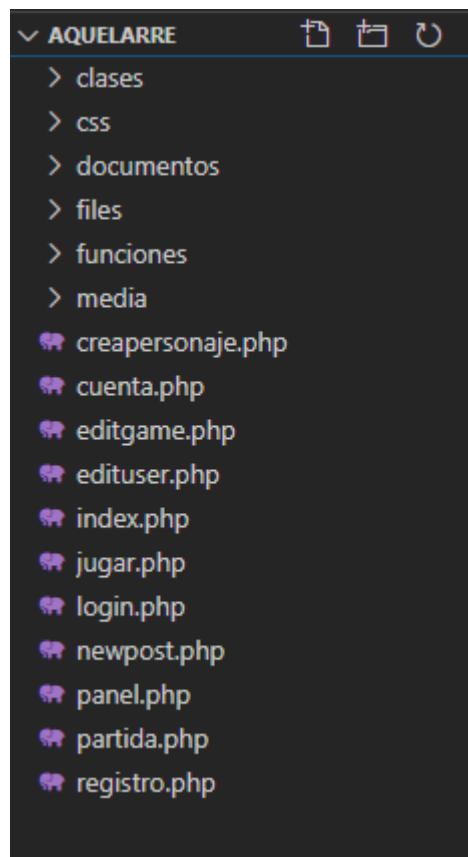 AQUELARRE
clases
css
documentos
files
funciones
media
creapersonaje.php
cuenta.php
editgame.php
edituser.php
index.php
jugar.php
login.php
newpost.php
panel.php
partida.php
registro.php